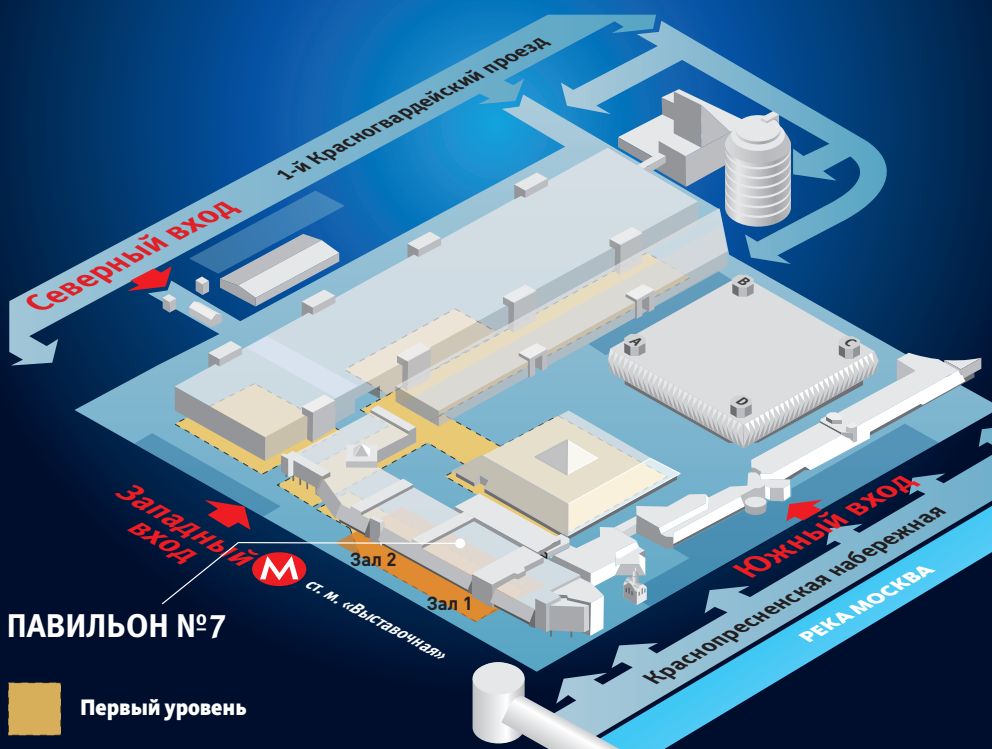 1-й Красногвардейский проезд
Северный вход
B
A
C
D
Западный
вход
М
ст. м. «Выставочная»
Зал 2
Зал 1
Южный вход
Краснопресненская набережная
РЕКА МОСКВА
ПАВИЛЬОН №7
Первый уровень